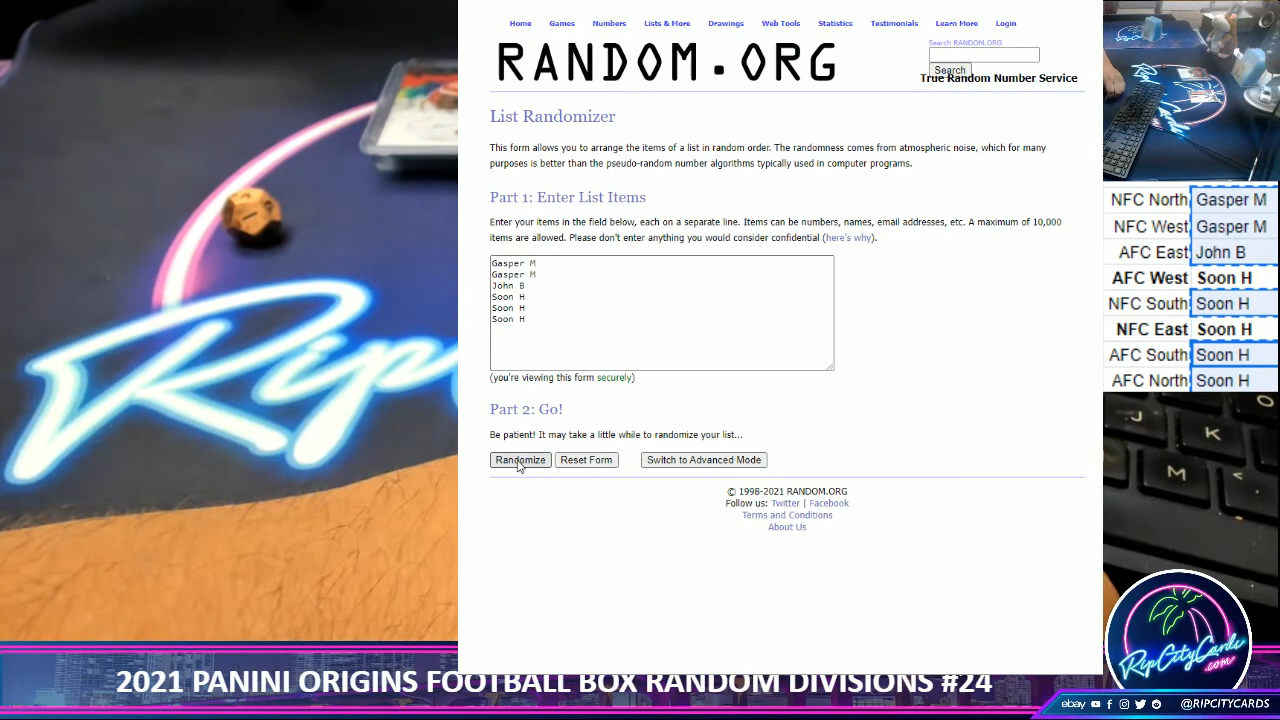 Home Games Numbers Lists & More Drawings Web Tools Statistics Testimonials Learn More Login
RANDOM.ORG
Search RANDOM.ORG
Search
True Random Number Service
List Randomizer
This form allows you to arrange the items of a list in random order. The randomness comes from atmospheric noise, which for many
purposes is better than the pseudo-random number algorithms typically used in computer programs.
Part 1: Enter List Items
Enter your items in the field below, each on a separate line. Items can be numbers, names, email addresses, etc. A maximum of 10,000
items are allowed. Please don't enter anything you would consider confidential (here's why).
Gasper M
Gasper M
John B
Soon H
Soon H
Soon H
(you're viewing this form securely)
Part 2: Go!
Be patient! It may take a little while to randomize your list...
Randomize Reset Form Switch to Advanced Mode
© 1998-2021 RANDOM.ORG
Follow us: Twitter | Facebook
Terms and Conditions
About Us
NFC North Gasper M
NFC West Gasper M
AFC East John B
AFC West Soon H
NFC South Soon H
NFC East Soon H
AFC South Soon H
AFC North Soon H
Rip
M
RipCityCards
.com
2021 PANINI ORIGINS FOOTBALL BOX RANDOM DIVISIONS #24
ebay @RIPCITYCARDS